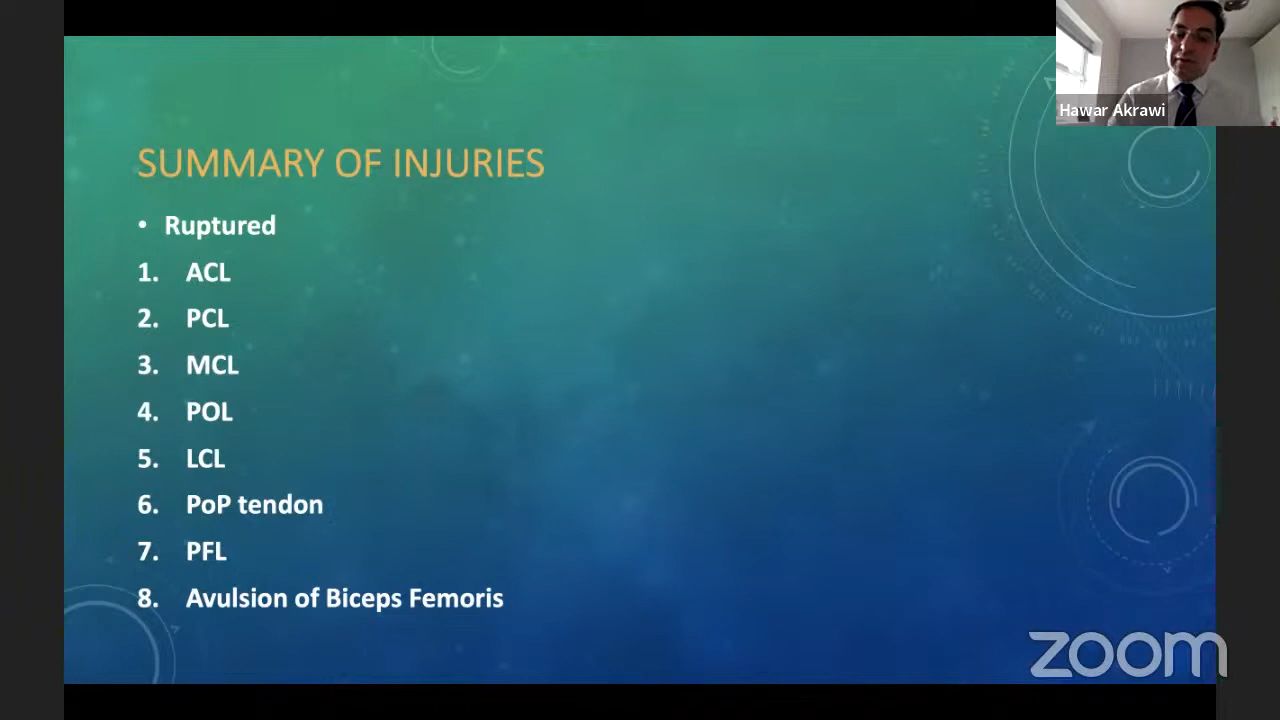 Hawar Akrawi
SUMMARY OF INJURIES
• Ruptured
1. ACL
2. PCL
3. MCL
4. POL
5. LCL
6. PoP tendon
7. PFL
8. Avulsion of Biceps Femoris
zoom